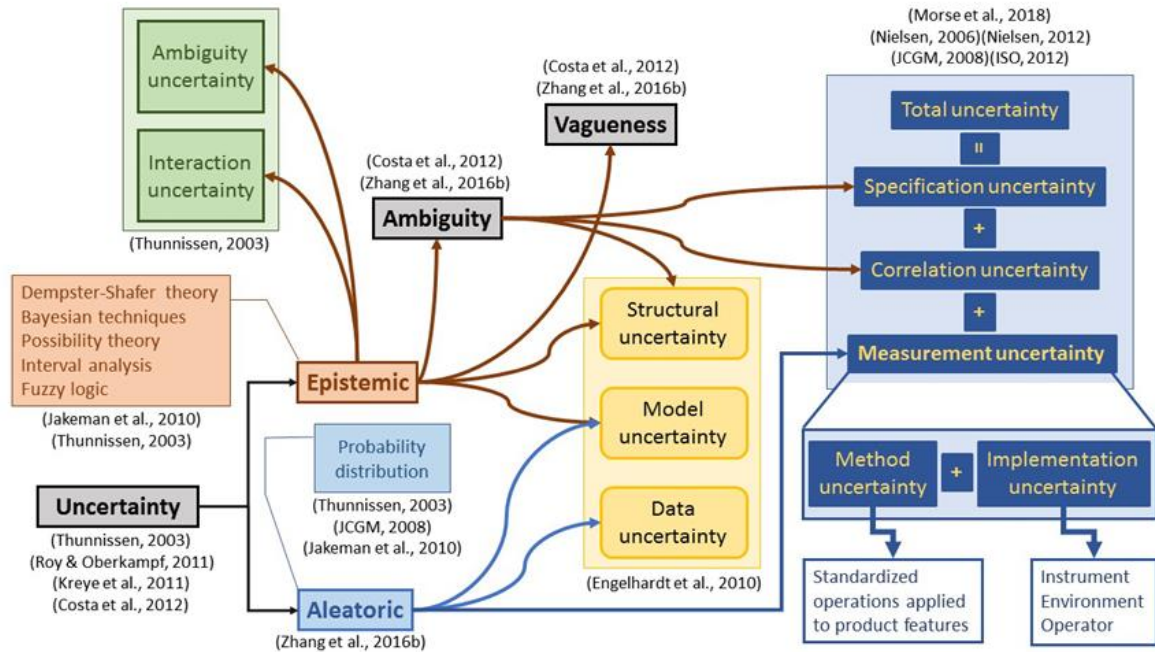 Ambiguity
uncertainty
Interaction
uncertainty
(Thunnissen, 2003)
(Costa et al., 2012)
(Zhang et al., 2016b)
Ambiguity
(Costa et al., 2012)
(Zhang et al., 2016b)
Vagueness
(Morse et al., 2018)
(Nielsen, 2006)(Nielsen, 2012)
(JCGM, 2008)(ISO, 2012)
Total uncertainty
=
Specification uncertainty
+
Correlation uncertainty
+
Measurement uncertainty
Dempster-Shafer theory
Bayesian techniques
Possibility theory
Interval analysis
Fuzzy logic
(Jakeman et al., 2010)
(Thunnissen, 2003)
Epistemic
Structural
uncertainty
Model
uncertainty
Data
uncertainty
(Engelhardt et al., 2010)
Probability
distribution
(Thunnissen, 2003)
(JCGM, 2008)
(Jakeman et al., 2010)
Uncertainty
(Thunnissen, 2003)
(Roy & Oberkampf, 2011)
(Kreye et al., 2011)
(Costa et al., 2012)
Aleatoric
(Zhang et al., 2016b)
Method
uncertainty
+
Implementation
uncertainty
Standardized
operations applied
to product features
Instrument
Environment
Operator